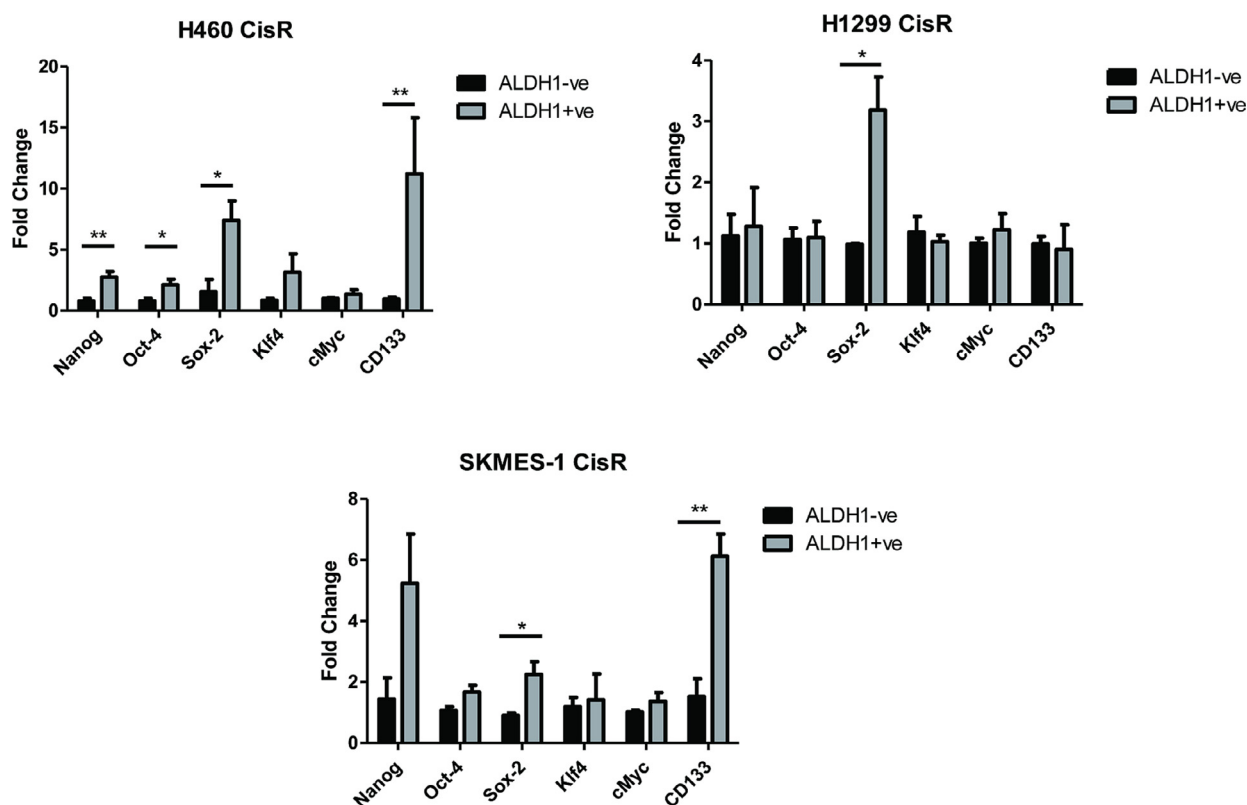 H460 CisR
Fold Change
20
15
10
5
0
**
*
*
**
Nanog
Oct-4
Sox-2
Klf4
cMyc
CD133
ALDH1-ve
ALDH1+ve
H1299 CisR
Fold Change
4
3
2
1
0
*
Nanog
Oct-4
Sox-2
Klf4
cMyc
CD133
ALDH1-ve
ALDH1+ve
SKMES-1 CisR
Fold Change
8
6
4
2
0
*
**
Nanog
Oct-4
Sox-2
Klf4
cMyc
CD133
ALDH1-ve
ALDH1+ve